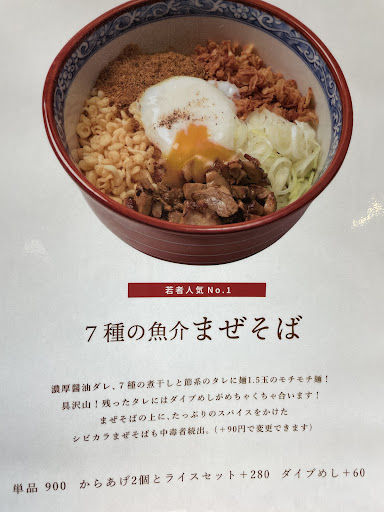 若者人気No.1
7種の魚介まぜそば
濃厚醤油ダレ、7種の煮干しと節系のタレに麺1.5玉のモチモチ麺！
具沢山！残ったタレにはダイブめしがめちゃくちゃ合います！
まぜそばの上に、たっぷりのスパイスをかけた
シビカラまぜそばも中毒者続出。（+90円で変更できます）
単品 900 からあげ2個とライスセット+280 ダイブめし+60